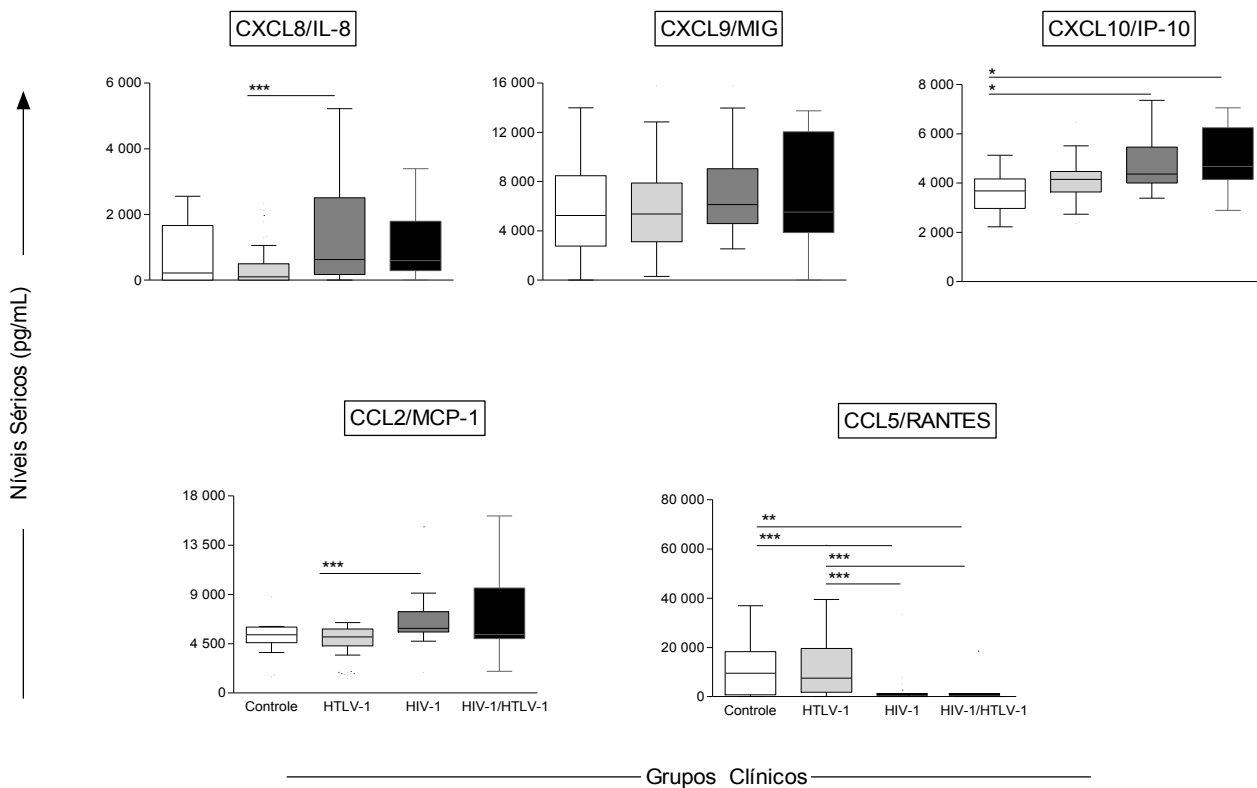 CXCL8/IL-8
CXCL9/MIG
CXCL10/IP-10
6 000
4 000
2 000
0
***
16 000
12 000
8 000
4 000
0
8 000
6 000
4 000
2 000
0
*
*
Níveis Séricos (pg/mL)
CCL2/MCP-1
CCL5/RANTES
18 000
13 500
9 000
4 500
0
***
Controle
HTLV-1
HIV-1
HIV-1/HTLV-1
80 000
60 000
40 000
20 000
0
**
***
***
***
Controle
HTLV-1
HIV-1
HIV-1/HTLV-1
Grupos Clínicos